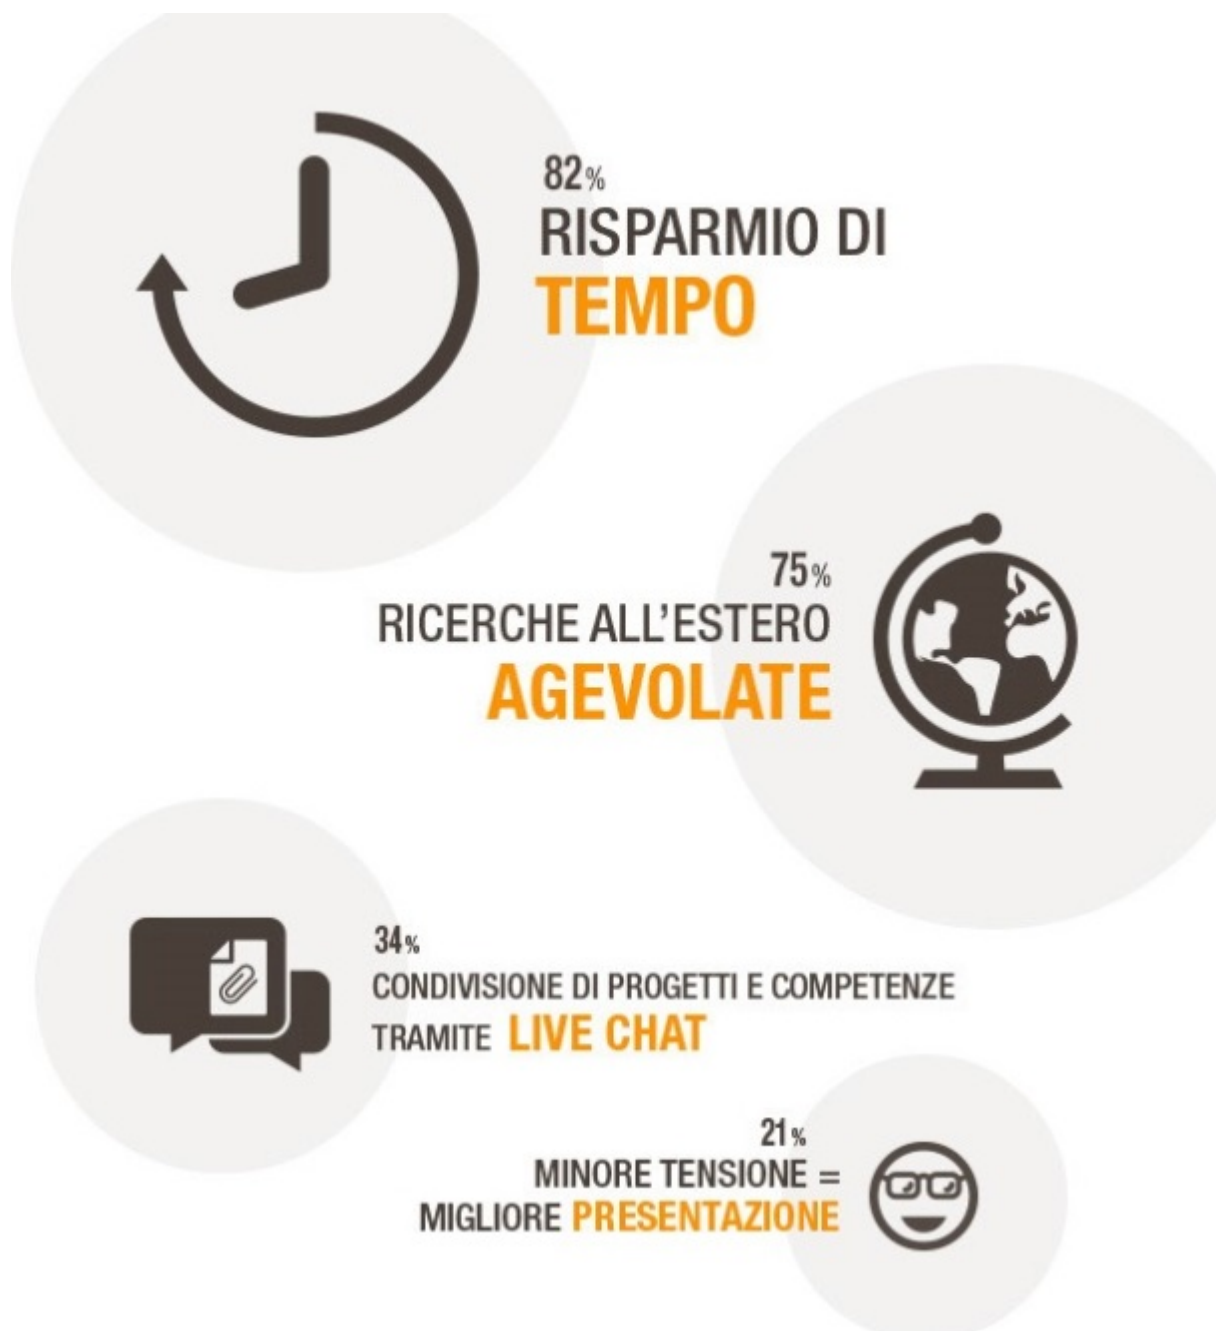 82%
RISPARMIO DI
TEMPO
75%
RICERCHE ALL'ESTERO
AGEVOLATE
34%
CONDIVISIONE DI PROGETTI E COMPETENZE
TRAMITE LIVE CHAT
21%
MINORE TENSIONE =
MIGLIORE PRESENTAZIONE